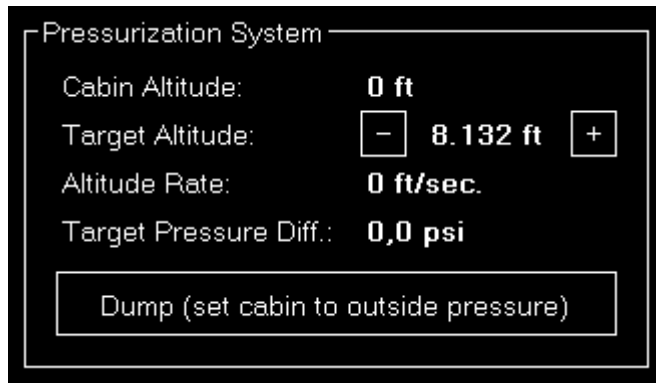 Pressurization System
Cabin Altitude: 0 ft
Target Altitude: - 8.132 ft +
Altitude Rate: 0 ft/sec.
Target Pressure Diff.: 0,0 psi
Dump (set cabin to outside pressure)